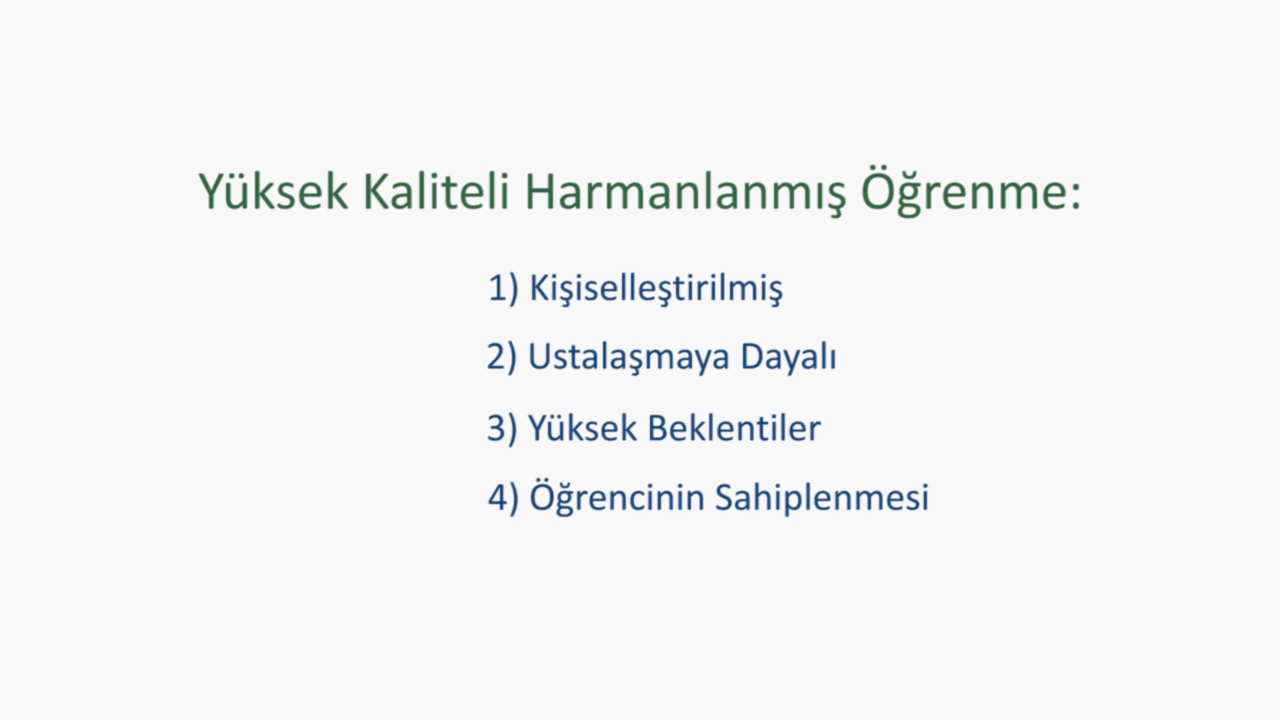 Yüksek Kaliteli Harmanlanmış Öğrenme:
1) Kişiselleştirilmiş
2) Ustalaşmaya Dayalı
3) Yüksek Beklentiler
4) Öğrencinin Sahiplenmesi